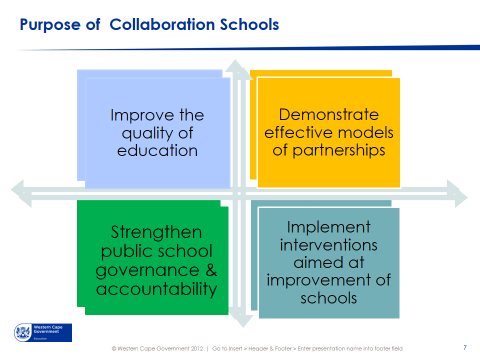 Purpose of  Collaboration Schools
Improve the
quality of
education
Demonstrate
effective models
of partnerships
Strengthen
public school
governance &
accountability
Implement
interventions
aimed at
improvement of
schools
Western Cape
Government
Education
© Western Cape Government 2012  |  Go to Insert > Header & Footer > Enter presentation name into footer field
7